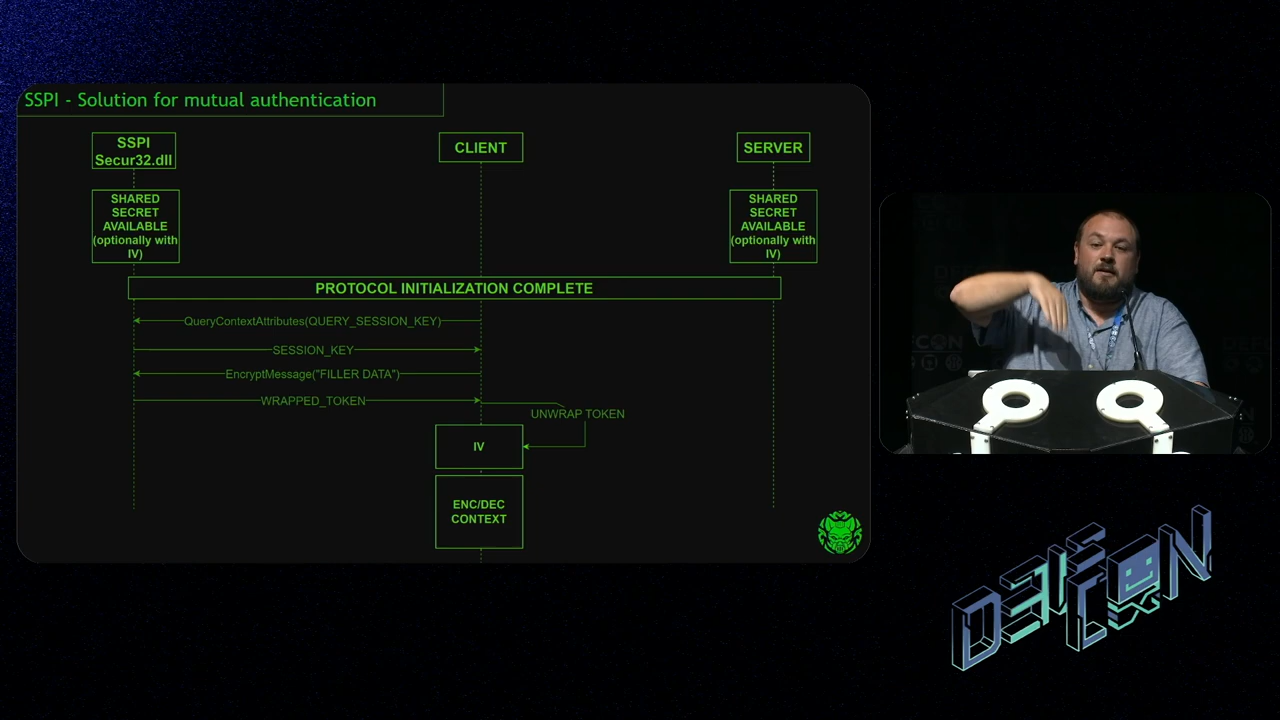 SSPI - Solution for mutual authentication
SSPI
Secur32.dll
CLIENT
SERVER
SHARED
SECRET
AVAILABLE
(optionally with
IV)
SHARED
SECRET
AVAILABLE
(optionally with
IV)
PROTOCOL INITIALIZATION COMPLETE
QueryContextAttributes(QUERY_SESSION_KEY)
SESSION_KEY
EncryptMessage("FILLER DATA")
WRAPPED_TOKEN
UNWRAP TOKEN
IV
ENC/DEC
CONTEXT
DEFCON